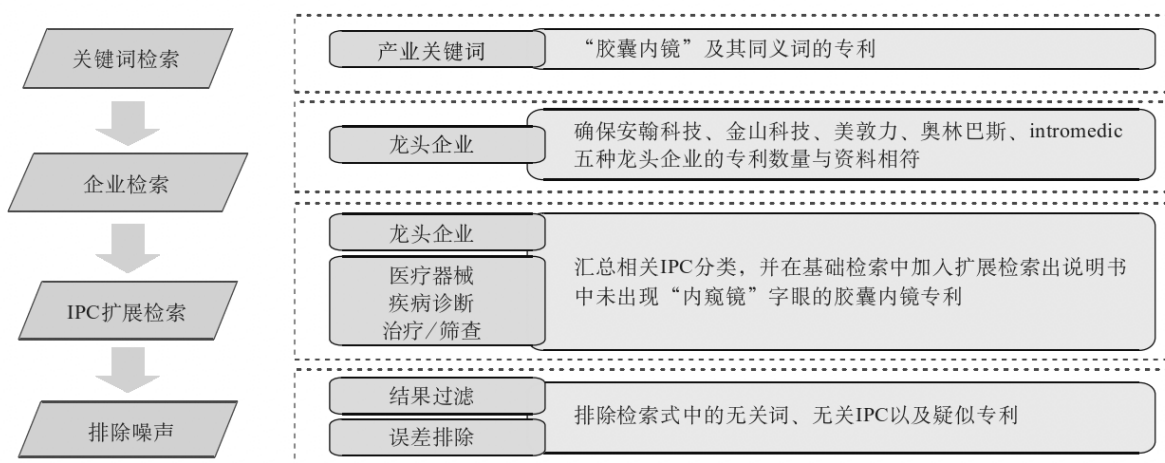 关键词检索
产业关键词
“胶囊内镜”及其同义词的专利
企业检索
龙头企业
确保安翰科技、金山科技、美敦力、奥林巴斯、intromedic
五种龙头企业的专利数量与资料相符
IPC扩展检索
龙头企业
医疗器械
疾病诊断
治疗/筛查
汇总相关IPC分类，并在基础检索中加入扩展检索出说明书
中未出现“内窥镜”字眼的胶囊内镜专利
排除噪声
结果过滤
误差排除
排除检索式中的无关词、无关IPC以及疑似专利